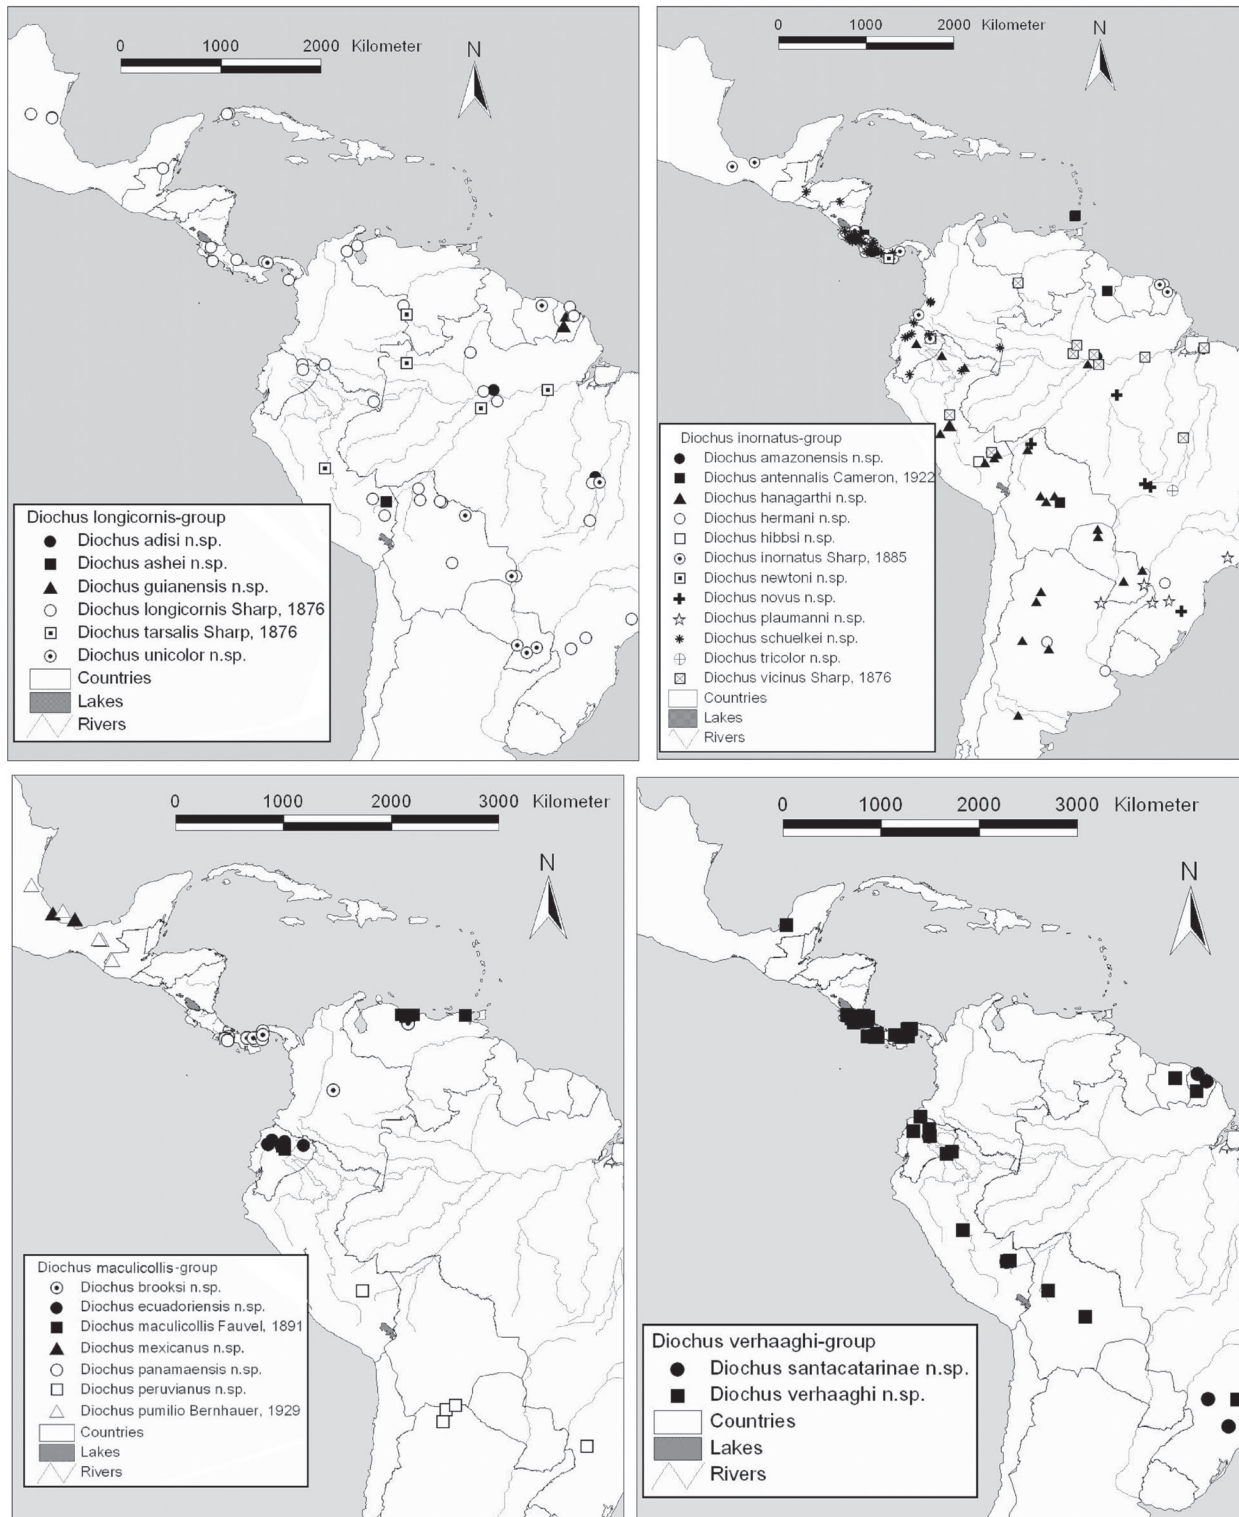 0 1000 2000 Kilometer
N
Diochus longicornis-group
Diochus adisi n.sp.
Diochus ashei n.sp.
Diochus guianensis n.sp.
Diochus longicornis Sharp, 1876
Diochus tarsalis Sharp, 1876
Diochus unicolor n.sp.
Countries
Lakes
Rivers
0 1000 2000 Kilometer
N
Diochus inornatus-group
Diochus amazonensis n.sp.
Diochus antennalis Cameron, 1922
Diochus hanagarthi n.sp.
Diochus hermani n.sp.
Diochus hibbsi n.sp.
Diochus inornatus Sharp, 1885
Diochus newtoni n.sp.
Diochus novus n.sp.
Diochus plaumanni n.sp.
Diochus schuelkei n.sp.
Diochus tricolor n.sp.
Diochus vicinus Sharp, 1876
Countries
Lakes
Rivers
0 1000 2000 3000 Kilometer
N
Diochus maculicollis-group
Diochus brooksi n.sp.
Diochus ecuadoriensis n.sp.
Diochus maculicollis Fauvel, 1891
Diochus mexicanus n.sp.
Diochus panamaensis n.sp.
Diochus peruvianus n.sp.
Diochus pumilio Bernhauer, 1929
Countries
Lakes
Rivers
0 1000 2000 3000 Kilometer
N
Diochus verhaaghi-group
Diochus santacatarinae n.sp.
Diochus verhaaghi n.sp.
Countries
Lakes
Rivers